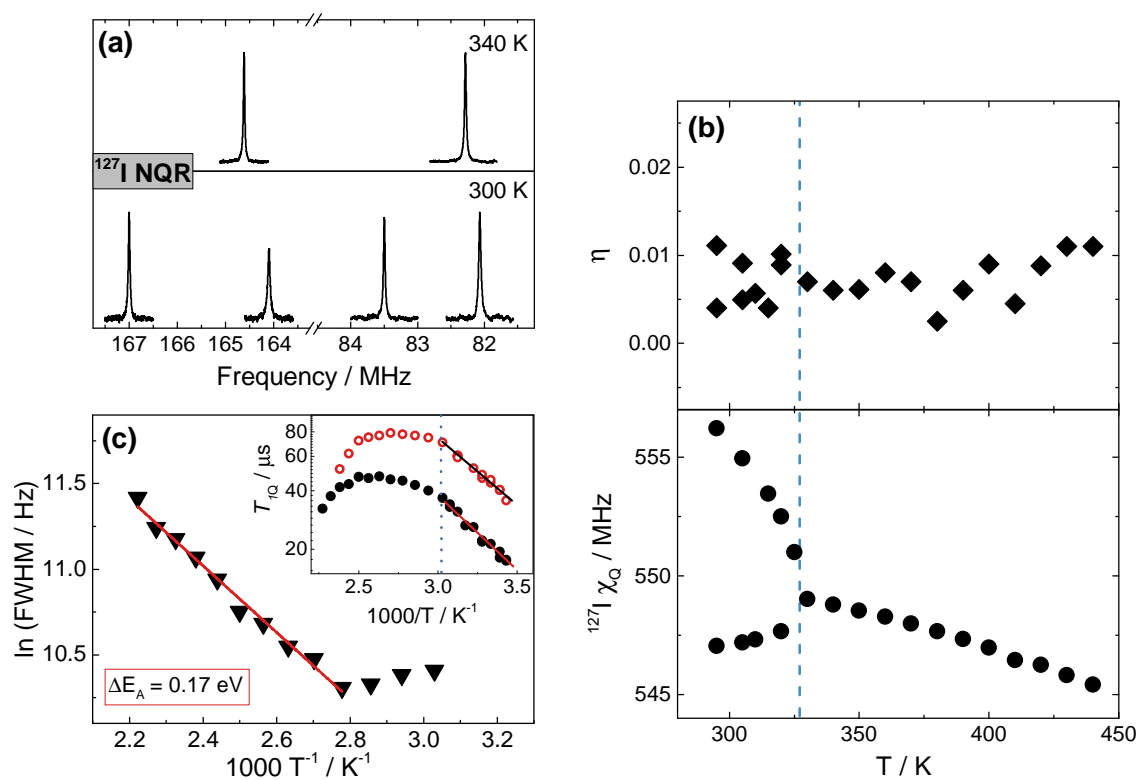 (a)
340 K
¹²⁷I NQR
300 K
167 166 165 164 84 83 82
Frequency / MHz
(b)
0.02
0.01
0.00
η
555
550
545
¹²⁷I χ_Q / MHz
300 350 400 450
T / K
(c)
11.5
11.0
10.5
ln (FWHM / Hz)
ΔE_A = 0.17 eV
2.2 2.4 2.6 2.8 3.0 3.2
1000 T⁻¹ / K⁻¹
80
60
40
20
T_1Q / μs
2.5 3.0 3.5
1000/T / K⁻¹